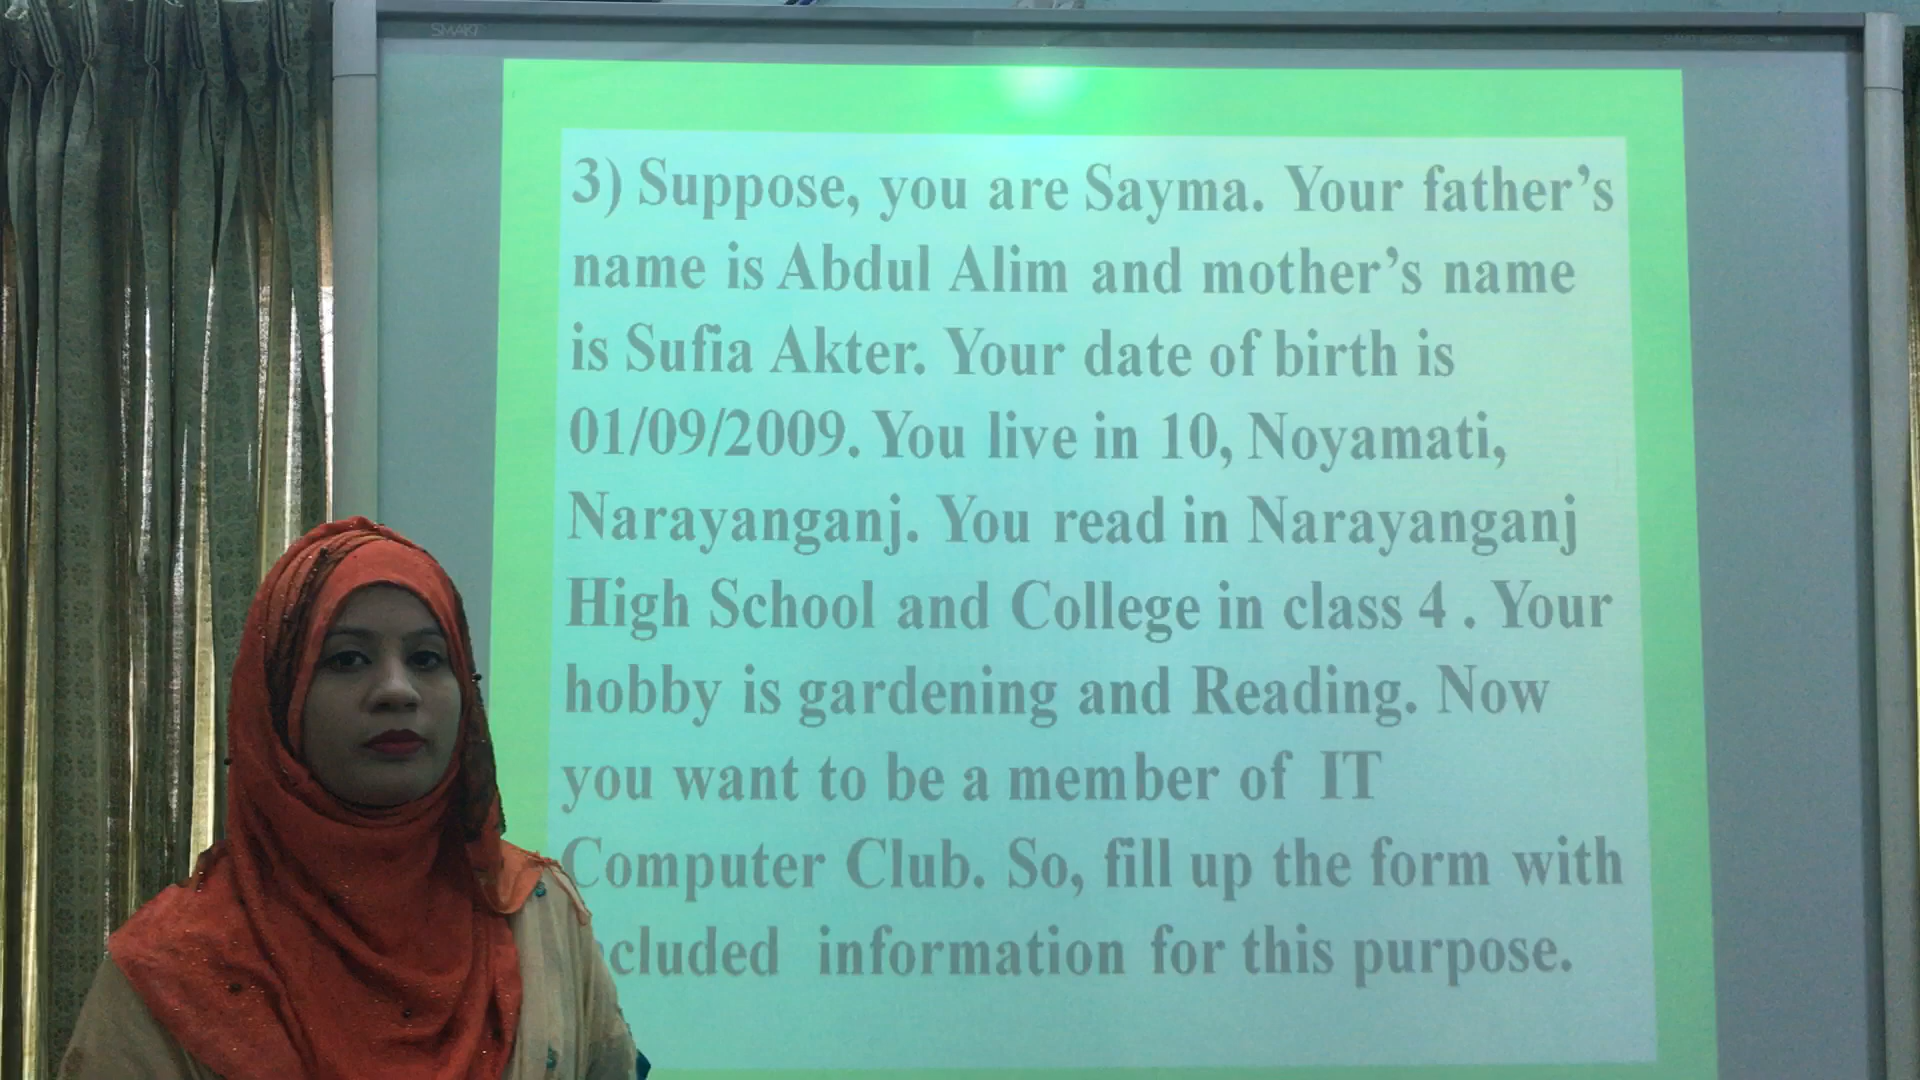 SMART
3) Suppose, you are Sayma. Your father’s
name is Abdul Alim and mother’s name
is Sufia Akter. Your date of birth is
01/09/2009. You live in 10, Noyamati,
Narayanganj. You read in Narayanganj
High School and College in class 4 . Your
hobby is gardening and Reading. Now
you want to be a member of IT
Computer Club. So, fill up the form with
cluded information for this purpose.